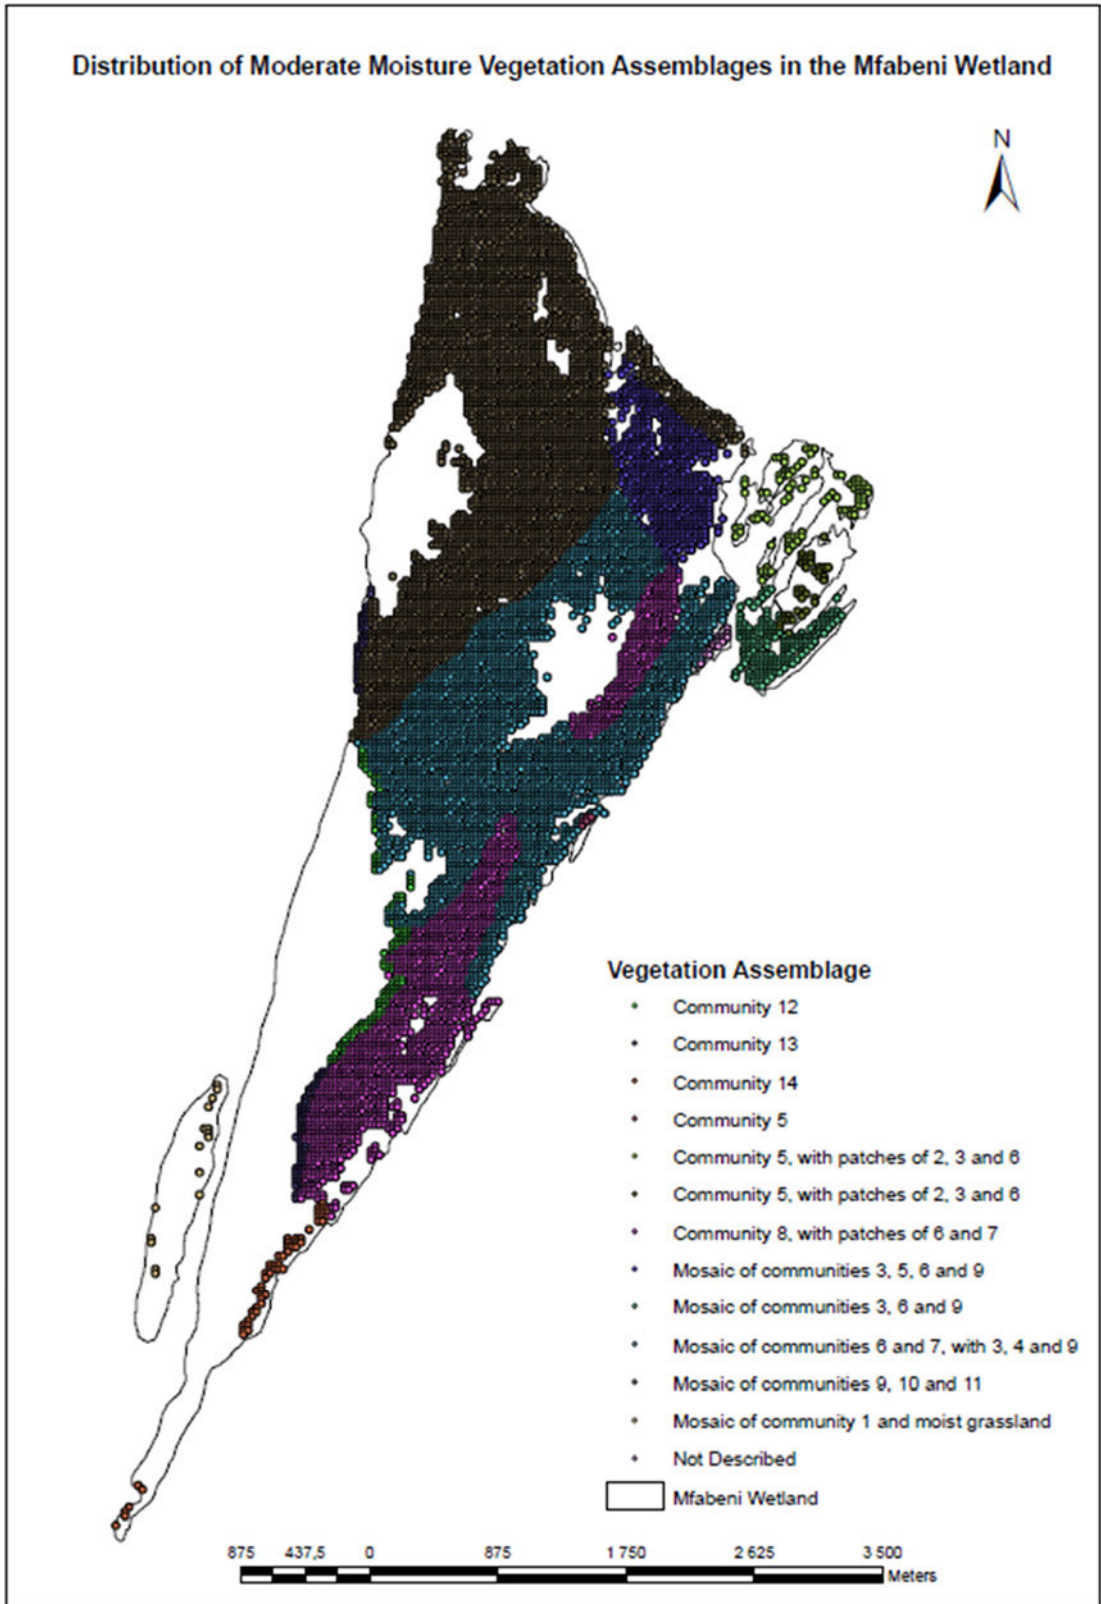 Distribution of Moderate Moisture Vegetation Assemblages in the Mfabeni Wetland
N
Vegetation Assemblage
Community 12
Community 13
Community 14
Community 5
Community 5, with patches of 2, 3 and 6
Community 5, with patches of 2, 3 and 6
Community 8, with patches of 6 and 7
Mosaic of communities 3, 5, 6 and 9
Mosaic of communities 3, 6 and 9
Mosaic of communities 6 and 7, with 3, 4 and 9
Mosaic of communities 9, 10 and 11
Mosaic of community 1 and moist grassland
Not Described
Mfabeni Wetland
875 437,5 0 875 1 750 2 625 3 500
Meters